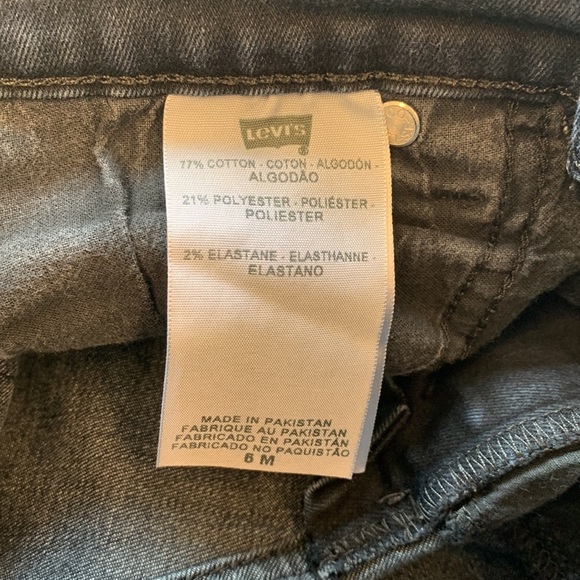 Levi's
®
77% COTTON - COTON - ALGODÓN -
ALGODÃO
21% POLYESTER - POLIÉSTER -
POLIESTER
2% ELASTANE - ELASTHANNE -
ELASTANO
MADE IN PAKISTAN
FABRIQUE AU PAKISTAN
FABRICADO EN PAKISTÁN
FABRICADO NO PAQUISTÃO
6 M